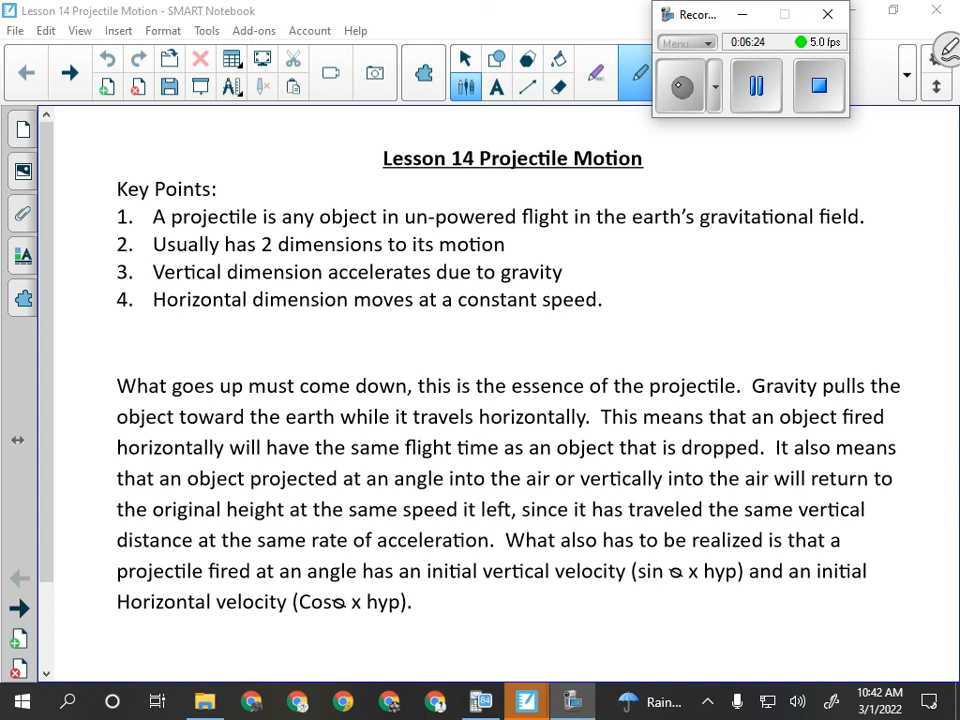 Lesson 14 Projectile Motion - SMART Notebook
File Edit View Insert Format Tools Add-ons Account Help
Recor...
Menu 0:06:24 5.0 fps
Lesson 14 Projectile Motion
Key Points:
1. A projectile is any object in un-powered flight in the earth's gravitational field.
2. Usually has 2 dimensions to its motion
3. Vertical dimension accelerates due to gravity
4. Horizontal dimension moves at a constant speed.
What goes up must come down, this is the essence of the projectile. Gravity pulls the
object toward the earth while it travels horizontally. This means that an object fired
horizontally will have the same flight time as an object that is dropped. It also means
that an object projected at an angle into the air or vertically into the air will return to
the original height at the same speed it left, since it has traveled the same vertical
distance at the same rate of acceleration. What also has to be realized is that a
projectile fired at an angle has an initial vertical velocity (sin ᴓ x hyp) and an initial
Horizontal velocity (Cosᴓ x hyp).
Rain...
10:42 AM
3/1/2022